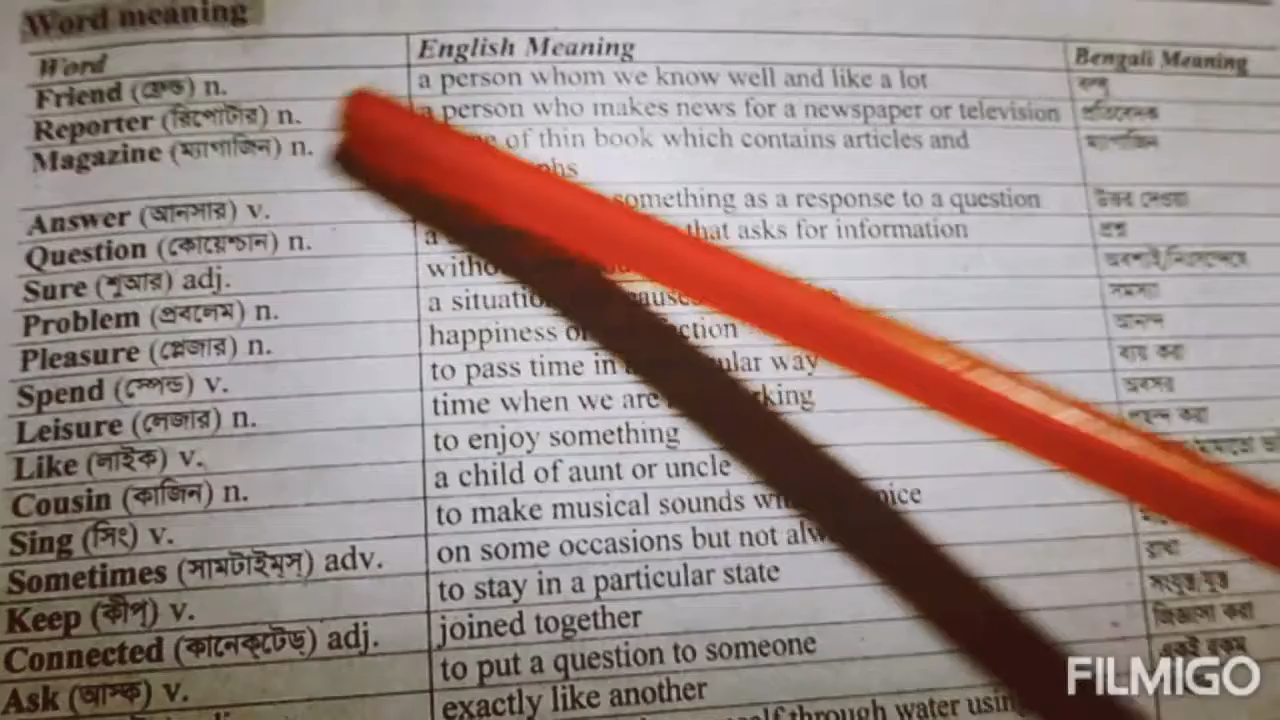 Word meaning
Word English Meaning Bengali Meaning
Friend (ফ্রেন্ড) n. a person whom we know well and like a lot বন্ধু
Reporter (রিপোর্টার) n. a person who makes news for a newspaper or television প্রতিবেদক
Magazine (ম্যাগাজিন) n. of thin book which contains articles and ম্যাগাজিন
Answer (আনসার) v. something as a response to a question উত্তর দেওয়া
Question (কোয়েশ্চান) n. a that asks for information প্রশ্ন
Sure (শুআর) adj.
Problem (প্রবলেম) n. a সমস্যা
Pleasure (প্লেজার) n. happiness আনন্দ
Spend (স্পেন্ড) v. to pass time in way ব্যয় করা
Leisure (লেজার) n. time when we are অবসর
Like (লাইক) v. to enjoy something পছন্দ করা
Cousin (কাজিন) n. a child of aunt or uncle
Sing (সিং) v. to make musical sounds
Sometimes (সামটাইম্‌স্) adv. on some occasions but not
Keep (কীপ্) v. to stay in a particular state রাখা
Connected (কানেক্‌টেড্) adj. joined together
Ask (আস্ক) v. to put a question to someone জিজ্ঞাসা করা
exactly like another একই রকম
through water
FILMIGO